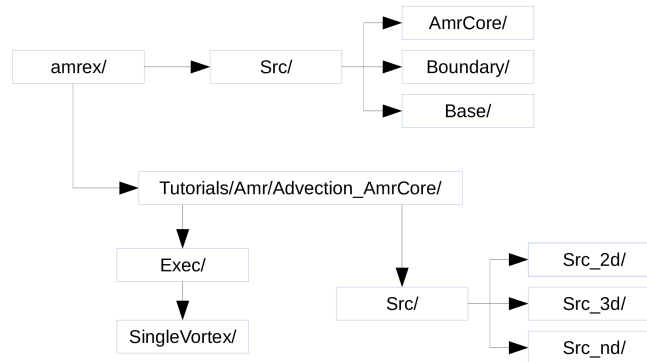 AmrCore/
amrex/
Src/
Boundary/
Base/
Tutorials/Amr/Advection_AmrCore/
Exec/
Src_2d/
Src/
Src_3d/
SingleVortex/
Src_nd/